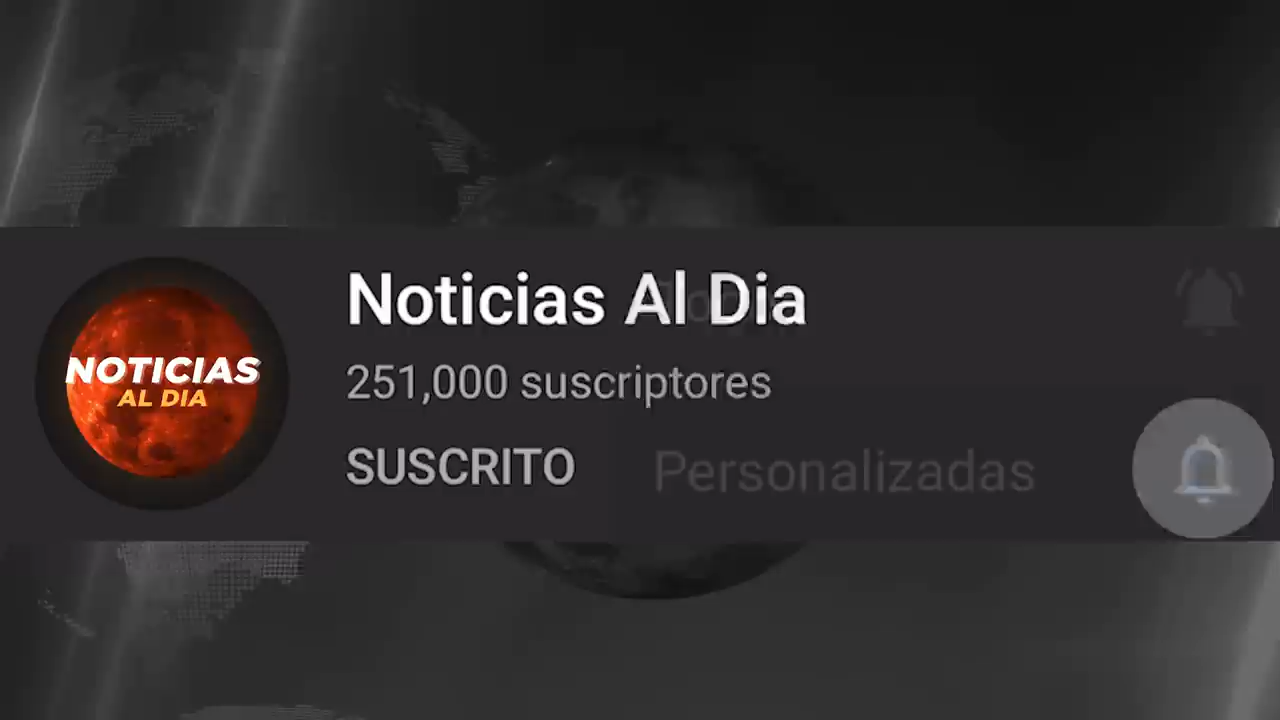 NOTICIAS
AL DIA
Noticias Al Dia
251,000 suscriptores
SUSCRITO
Personalizadas